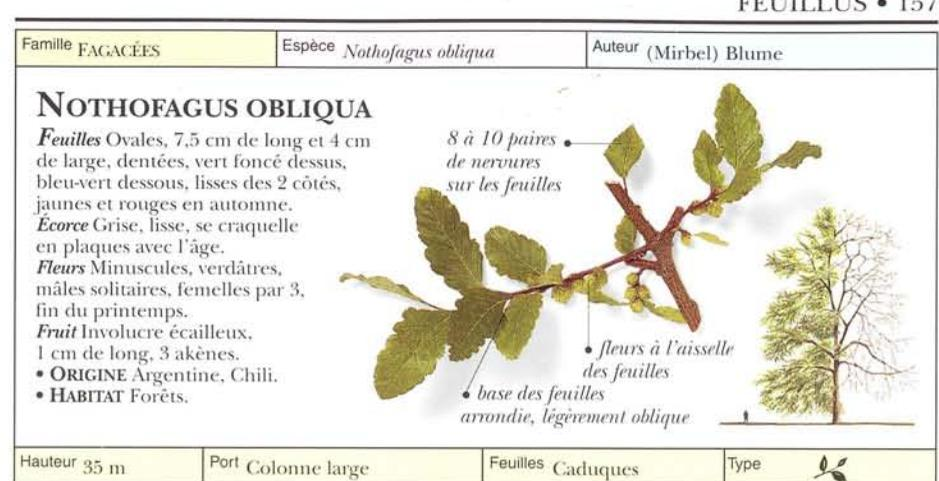 FEUILLUS • 157
Famille FAGACÉES
Espèce Nothofagus obliqua
Auteur (Mirbel) Blume
NOTHOFAGUS OBLIQUA
Feuilles Ovales, 7,5 cm de long et 4 cm
de large, dentées, vert foncé dessus,
bleu-vert dessous, lisses des 2 côtés,
jaunes et rouges en automne.
Écorce Grise, lisse, se craquelle
en plaques avec l'âge.
Fleurs Minuscules, verdâtres,
mâles solitaires, femelles par 3,
fin du printemps.
Fruit Involucre écailleux,
1 cm de long, 3 akènes.
• ORIGINE Argentine, Chili.
• HABITAT Forêts.
8 à 10 paires
de nervures
sur les feuilles
fleurs à l'aisselle
des feuilles
base des feuilles
arrondie, légèrement oblique
Hauteur 35 m
Port Colonne large
Feuilles Caduques
Type